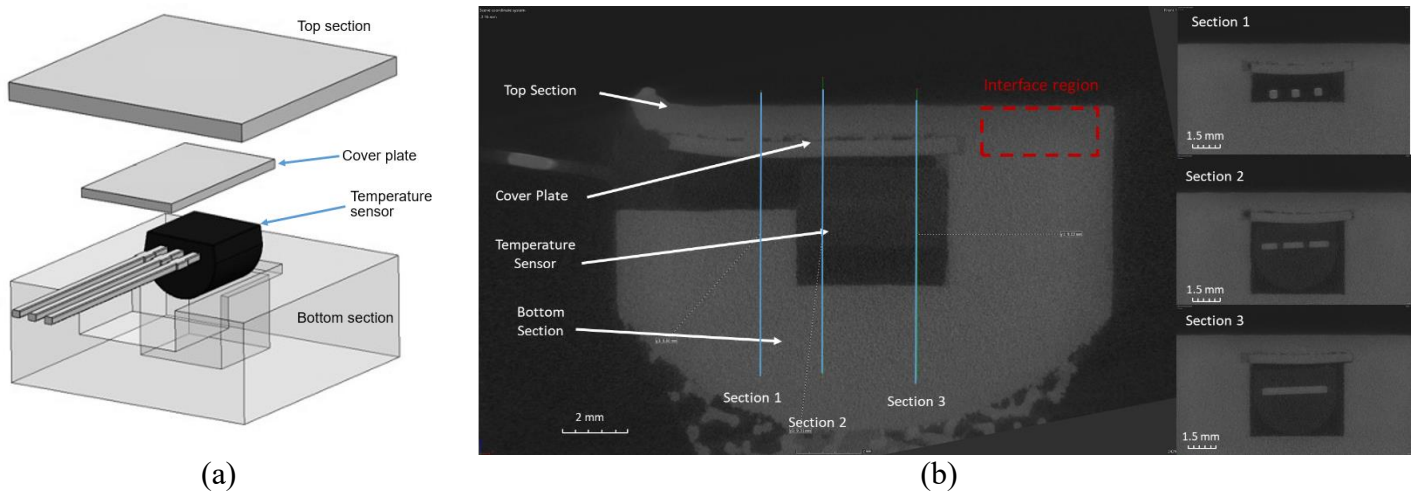 Top section
Cover plate
Temperature
sensor
Bottom section
(a)
Top Section
Interface region
Cover Plate
Temperature
Sensor
Bottom
Section
Section 1
Section 2
Section 3
2 mm
Section 1
1.5 mm
Section 2
1.5 mm
Section 3
1.5 mm
(b)